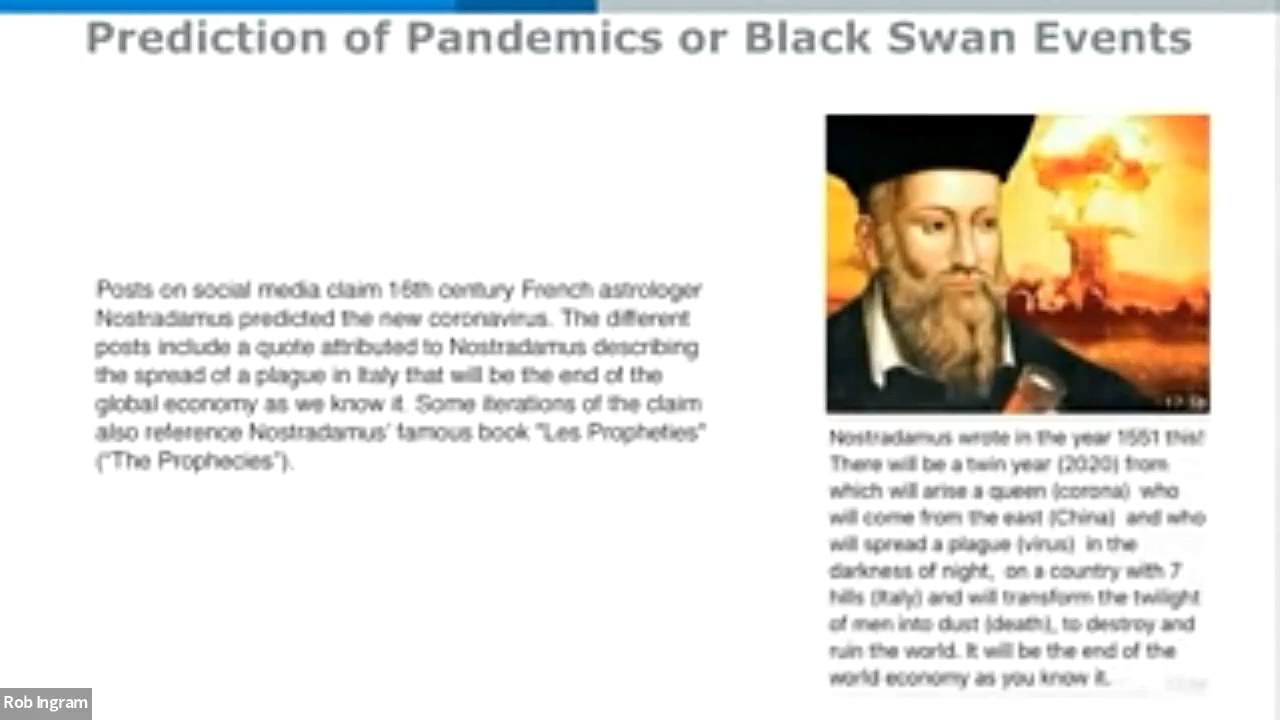 Prediction of Pandemics or Black Swan Events
Posts on social media claim 16th century French astrologer
Nostradamus predicted the new coronavirus. The different
posts include a quote attributed to Nostradamus describing
the spread of a plague in Italy that will be the end of the
global economy as we know it. Some iterations of the claim
also reference Nostradamus' famous book "Les Propheties"
("The Prophecies").
Nostradamus wrote in the year 1551 this!
There will be a twin year (2020) from
which will arise a queen (corona) who
will come from the east (China) and who
will spread a plague (virus) in the
darkness of night, on a country with 7
hills (Italy) and will transform the twilight
of men into dust (death), to destroy and
ruin the world. It will be the end of the
world economy as you know it.
Rob Ingram